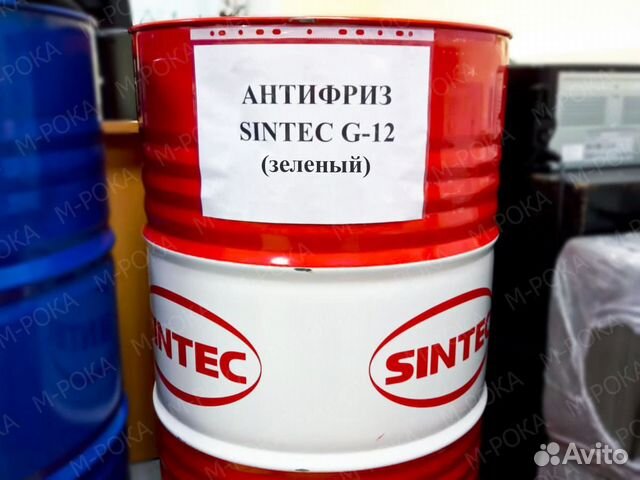 АНТИФРИЗ
SINTEC G-12
(зеленый)
SINTEC
SINTEC
М-РОКА
Avito